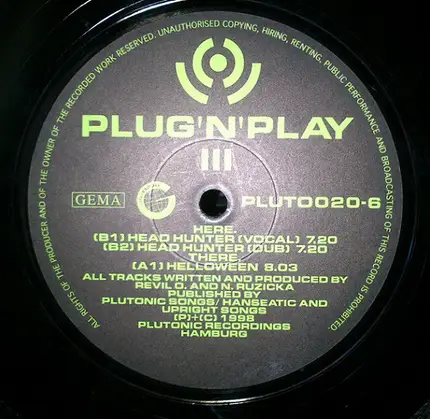 ALL RIGHTS OF THE PRODUCER AND OF THE OWNER OF THE RECORDED WORK RESERVED. UNAUTHORISED COPYING, HIRING, RENTING, PUBLIC PERFORMANCE AND BROADCASTING OF THIS RECORD IS PROHIBITED.
PLUG'N'PLAY
III
GEMA
PLUTO020-6
HERE.
(B1) HEAD HUNTER (VOCAL) 7.20
(B2) HEAD HUNTER (DUB) 7.20
THERE.
(A1) HELLOWEEN 8.03
ALL TRACKS WRITTEN AND PRODUCED BY
REVIL O. AND N. RUZICKA
PUBLISHED BY
PLUTONIC SONGS/HANSEATIC AND
UPRIGHT SONGS
(P)+(C) 1998
PLUTONIC RECORDINGS
HAMBURG